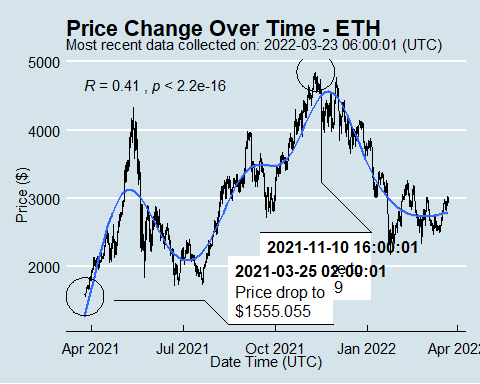 Price Change Over Time - ETH
Most recent data collected on: 2022-03-23 06:00:01 (UTC)
R = 0.41 , p < 2.2e-16
Price ($)
5000
4000
3000
2000
2021-11-10 16:00:01
9
2021-03-25 02:00:01
Price drop to
$1555.055
Apr 2021
Jul 2021
Oct 2021
Jan 2022
Apr 202
Date Time (UTC)